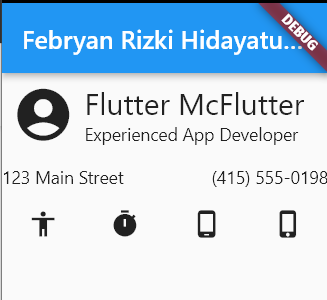 Febryan Rizki Hidayatu...
DEBUG
Flutter McFlutter
Experienced App Developer
123 Main Street
(415) 555-0198